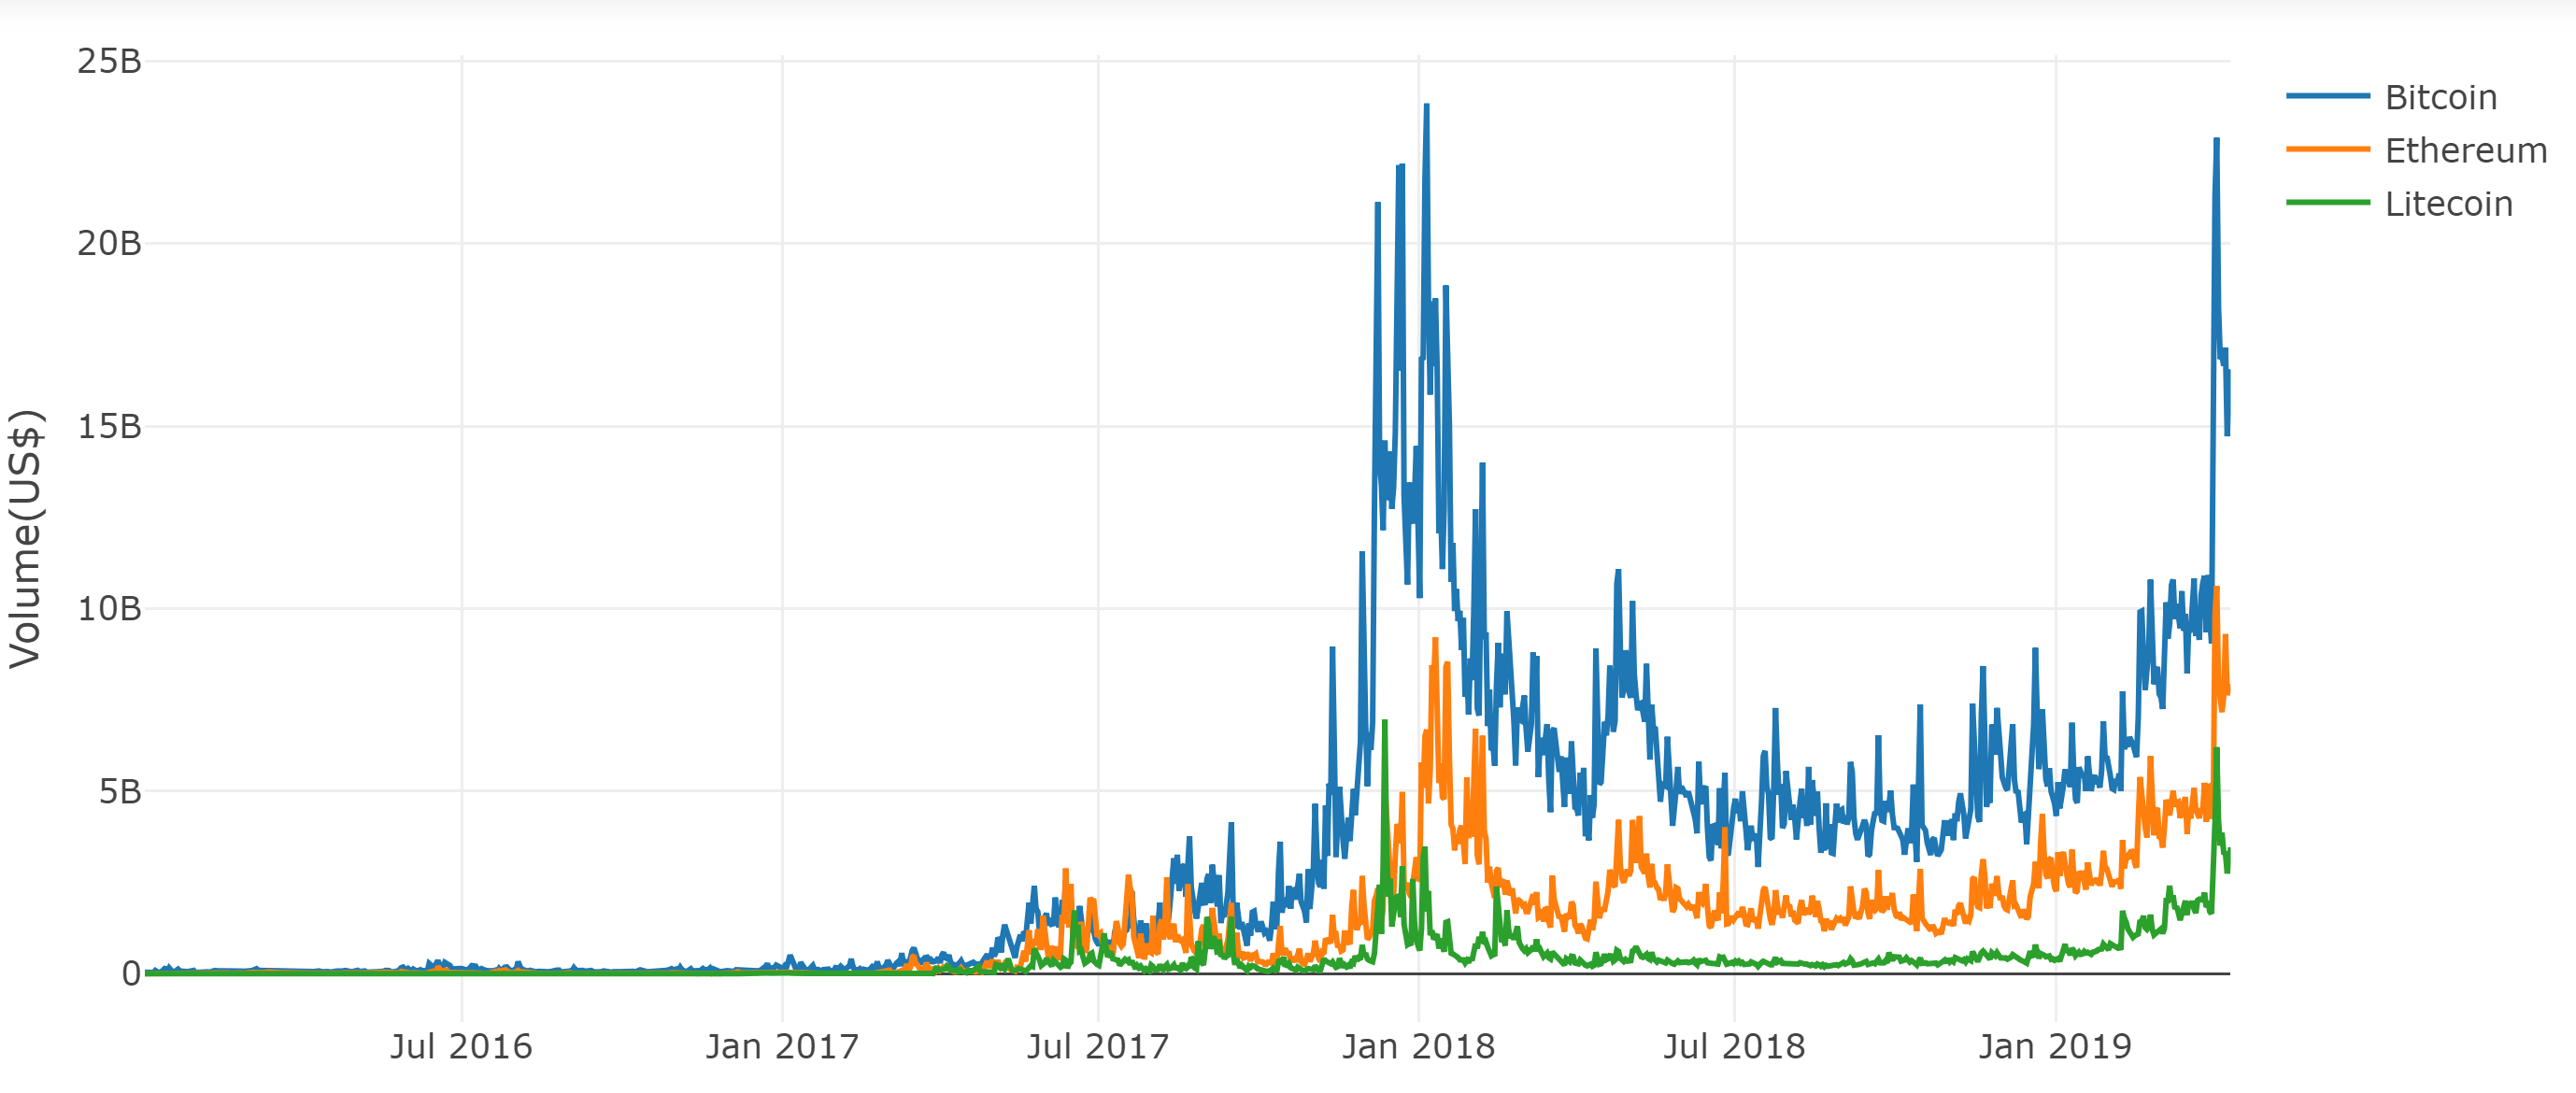 25B
20B
15B
10B
5B
0
Volume(US$)
Jul 2016
Jan 2017
Jul 2017
Jan 2018
Jul 2018
Jan 2019
Bitcoin
Ethereum
Litecoin